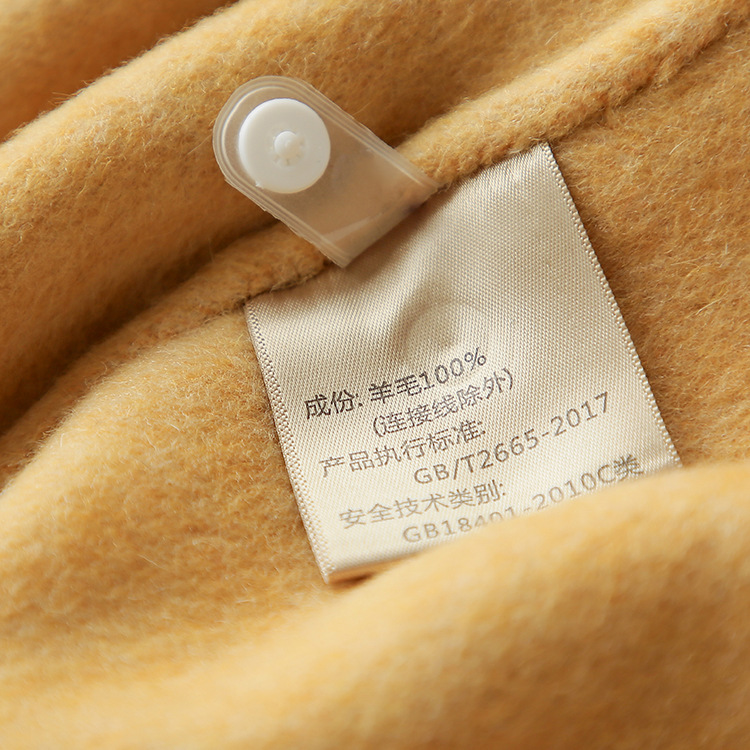 成份: 羊毛100%
(连接线除外)
产品执行标准:
GB/T2665-2017
安全技术类别:
GB18401-2010C类